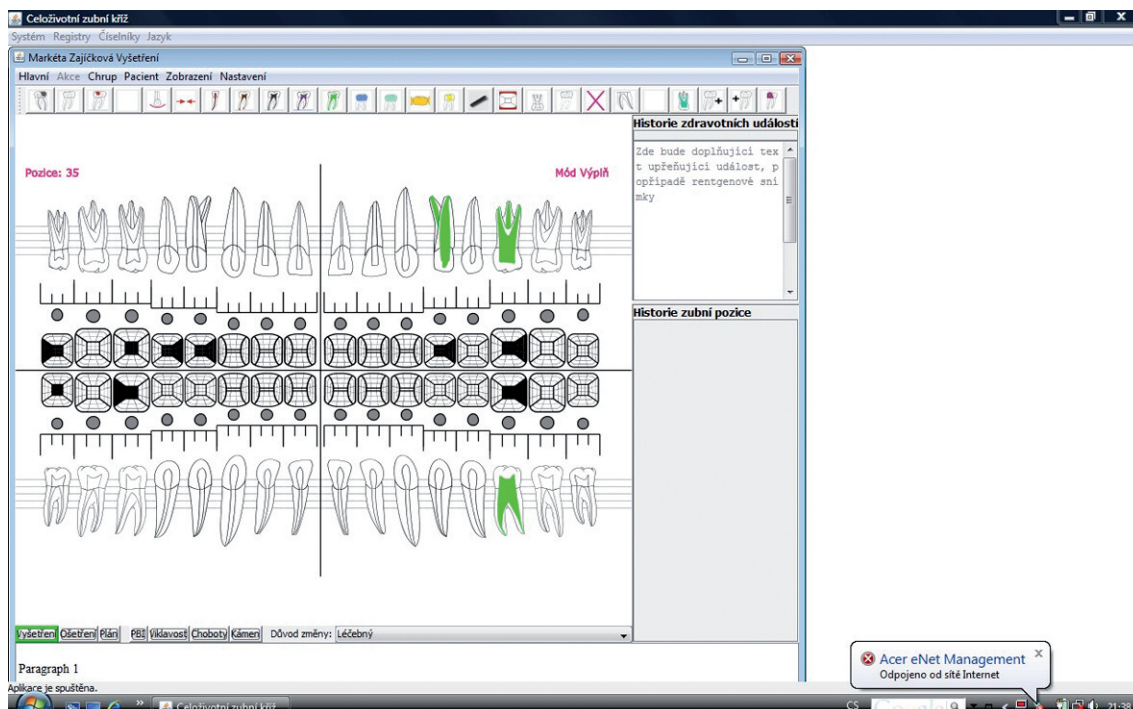 Celoživotní zubní kříž
Systém Registry Číselníky Jazyk
Markéta Zajíčková Vyšetření
Hlavní Akce Chrup Pacient Zobrazení Nastavení
Historie zdravotních událostí
Zde bude doplňující tex
t upřeňující událost, p
opřípadě rentgenové sní
mky
Pozice: 35
Mód Výplň
Historie zubní pozice
Vyšetření Ošetření Plán PBI Viklavost Choboty Kámen Důvod změny: Léčebný
Paragraph 1
Aplikace je spuštěna.
Acer eNet Management
Odpojeno od sítě Internet
Celoživotní zubní kříž
CS
Google
21:38